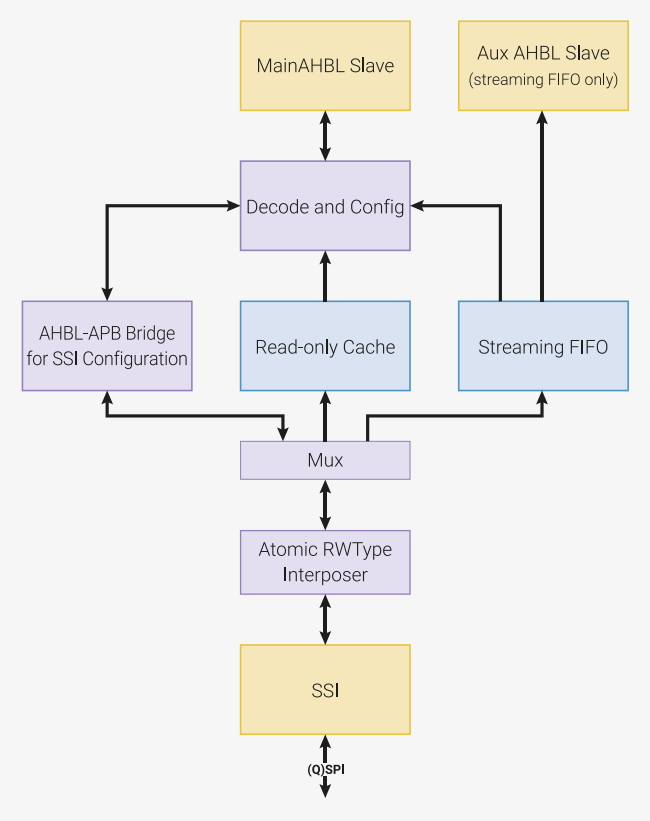 MainAHBL Slave
Aux AHBL Slave
(streaming FIFO only)
Decode and Config
AHBL-APB Bridge
for SSI Configuration
Read-only Cache
Streaming FIFO
Mux
Atomic RWType
Interposer
SSI
(Q)SPI